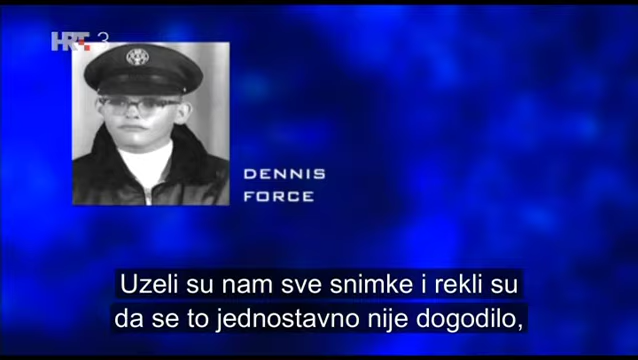 HRT 3
DENNIS
FORCE
Uzeli su nam sve snimke i rekli su
da se to jednostavno nije dogodilo,